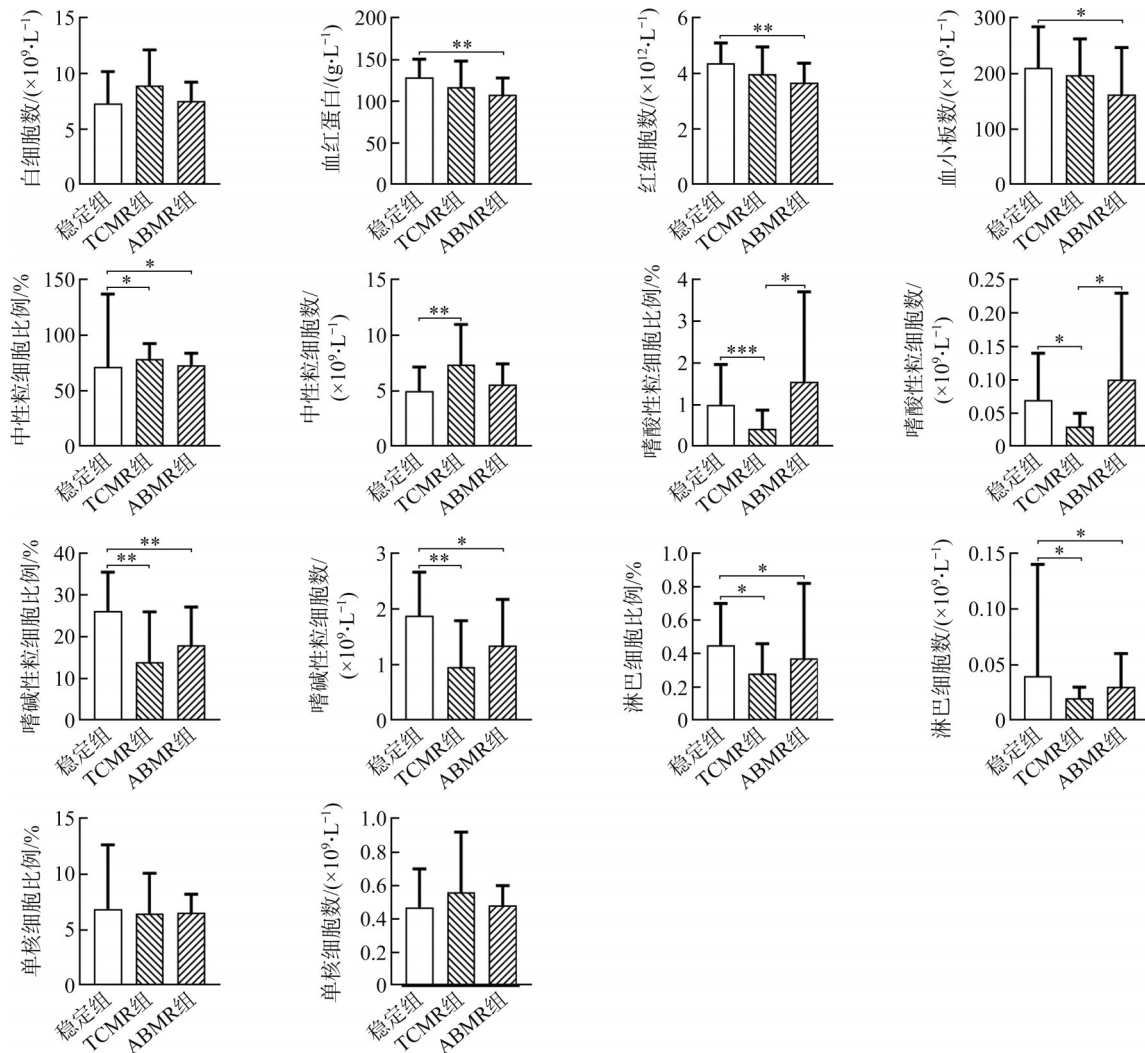 白细胞数/(×10⁹·L⁻¹)
15
10
5
0
稳定组
TCMR组
ABMR组
血红蛋白/(g·L⁻¹)
200
150
100
50
0
**
稳定组
TCMR组
ABMR组
红细胞数/(×10¹²·L⁻¹)
6
4
2
0
**
稳定组
TCMR组
ABMR组
血小板数/(×10⁹·L⁻¹)
300
200
100
0
*
稳定组
TCMR组
ABMR组
中性粒细胞比例/%
150
100
50
0
*
*
稳定组
TCMR组
ABMR组
中性粒细胞数/
(×10⁹·L⁻¹)
15
10
5
0
**
稳定组
TCMR组
ABMR组
嗜酸性粒细胞比例/%
4
3
2
1
0
*
***
稳定组
TCMR组
ABMR组
嗜酸性粒细胞数/
(×10⁹·L⁻¹)
0.25
0.20
0.15
0.10
0.05
0
*
*
稳定组
TCMR组
ABMR组
嗜碱性粒细胞比例/%
40
30
20
10
0
**
**
稳定组
TCMR组
ABMR组
嗜碱性粒细胞数/
(×10⁹·L⁻¹)
3
2
1
0
*
**
稳定组
TCMR组
ABMR组
淋巴细胞比例/%
1.0
0.8
0.6
0.4
0.2
0
*
*
稳定组
TCMR组
ABMR组
淋巴细胞数/(×10⁹·L⁻¹)
0.15
0.10
0.05
0
*
*
稳定组
TCMR组
ABMR组
单核细胞比例/%
15
10
5
0
稳定组
TCMR组
ABMR组
单核细胞数/(×10⁹·L⁻¹)
1.0
0.8
0.6
0.4
0.2
0
稳定组
TCMR组
ABMR组